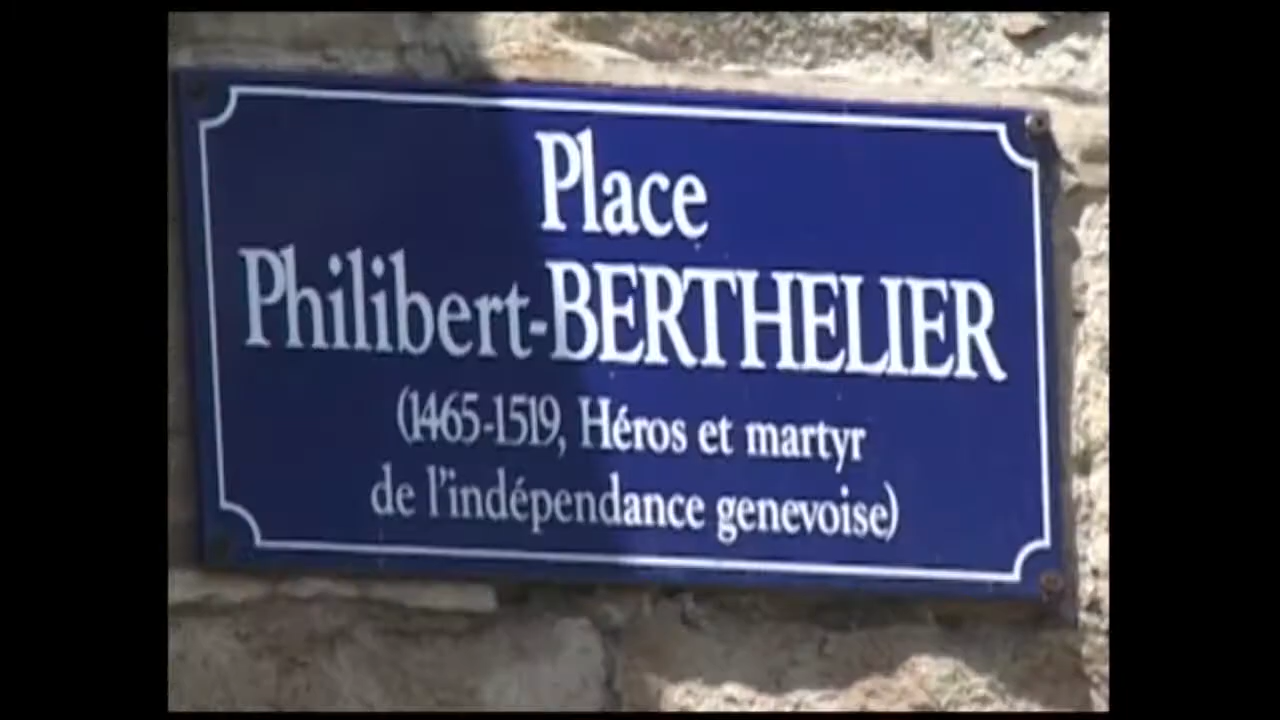 Place
Philibert-BERTHELIER
(1465-1519, Héros et martyr
de l'indépendance genevoise)